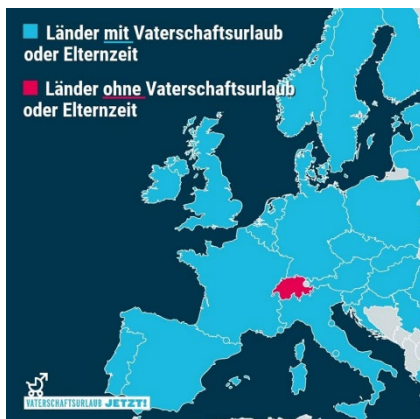 Länder mit Vaterschaftsurlaub
oder Elternzeit
Länder ohne Vaterschaftsurlaub
oder Elternzeit
VATERSCHAFTSURLAUB JETZT!